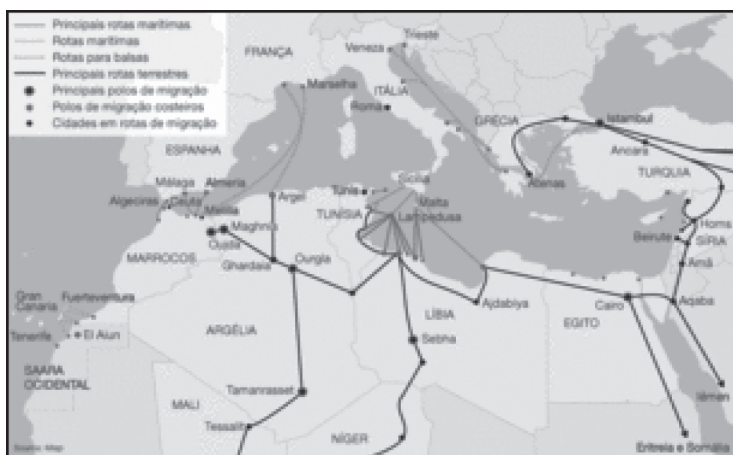 Principais rotas marítimas
Rotas marítimas
Rotas para balsas
Principais rotas terrestres
Principais polos de migração
Polos de migração costeiros
Cidades em rotas de migração
FRANÇA
Veneza
Trieste
Marselha
ITÁLIA
Roma
ESPANHA
GRÉCIA
Istambul
Ancara
TURQUIA
Atenas
Málaga
Almeria
Algeciras
Ceuta
Melilla
Argel
Túnis
Sicília
Malta
Lampedusa
TUNÍSIA
Maghnia
Oujda
MARROCOS
Ghardaia
Ourgla
Homs
Beirute
SÍRIA
Amã
Gran
Canaria
Fuerteventura
Tenerife
El Aiun
ARGÉLIA
LÍBIA
Ajdabiya
EGITO
Cairo
Aqaba
Sebha
SAARA
OCIDENTAL
Tamanrasset
MALI
Tessalit
NÍGER
Iêmen
Eritreia e Somália